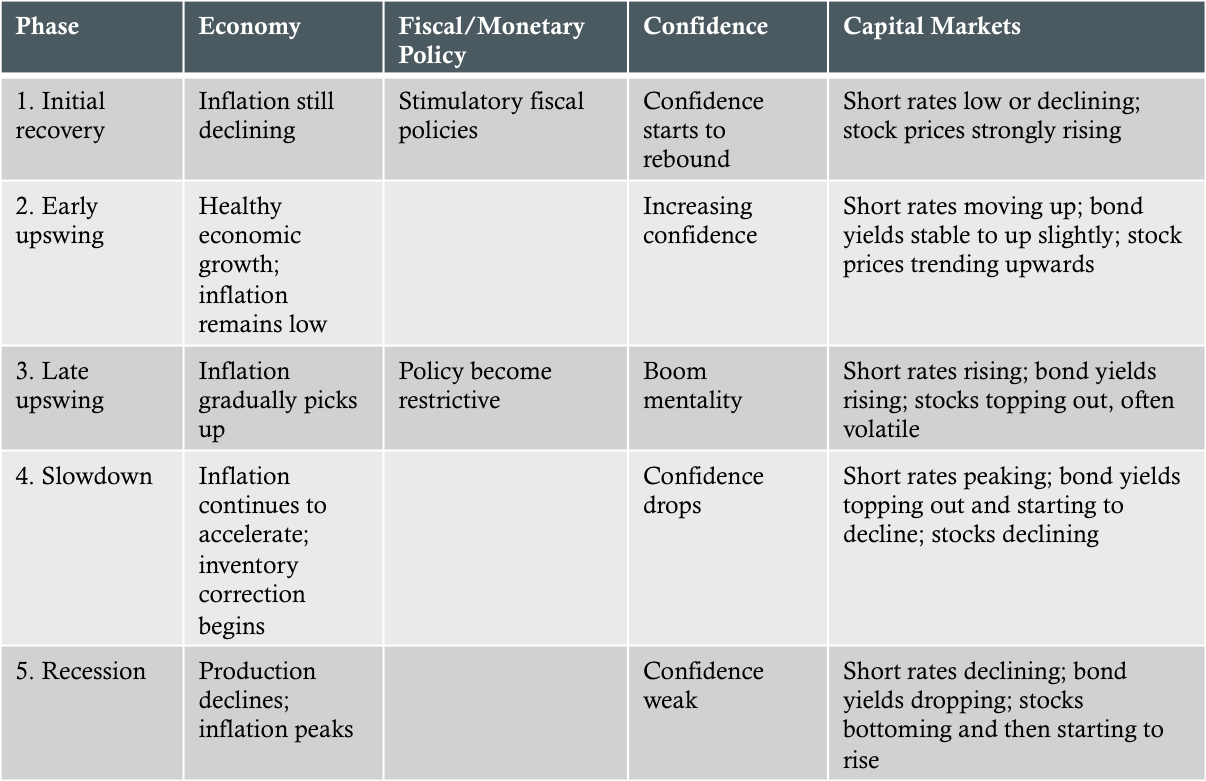 Phase
Economy
Fiscal/Monetary
Policy
Confidence
Capital Markets
1. Initial
recovery
Inflation still
declining
Stimulatory fiscal
policies
Confidence
starts to
rebound
Short rates low or declining;
stock prices strongly rising
2. Early
upswing
Healthy
economic
growth;
inflation
remains low
Increasing
confidence
Short rates moving up; bond
yields stable to up slightly; stock
prices trending upwards
3. Late
upswing
Inflation
gradually picks
up
Policy become
restrictive
Boom
mentality
Short rates rising; bond yields
rising; stocks topping out, often
volatile
4. Slowdown
Inflation
continues to
accelerate;
inventory
correction
begins
Confidence
drops
Short rates peaking; bond yields
topping out and starting to
decline; stocks declining
5. Recession
Production
declines;
inflation peaks
Confidence
weak
Short rates declining; bond
yields dropping; stocks
bottoming and then starting to
rise